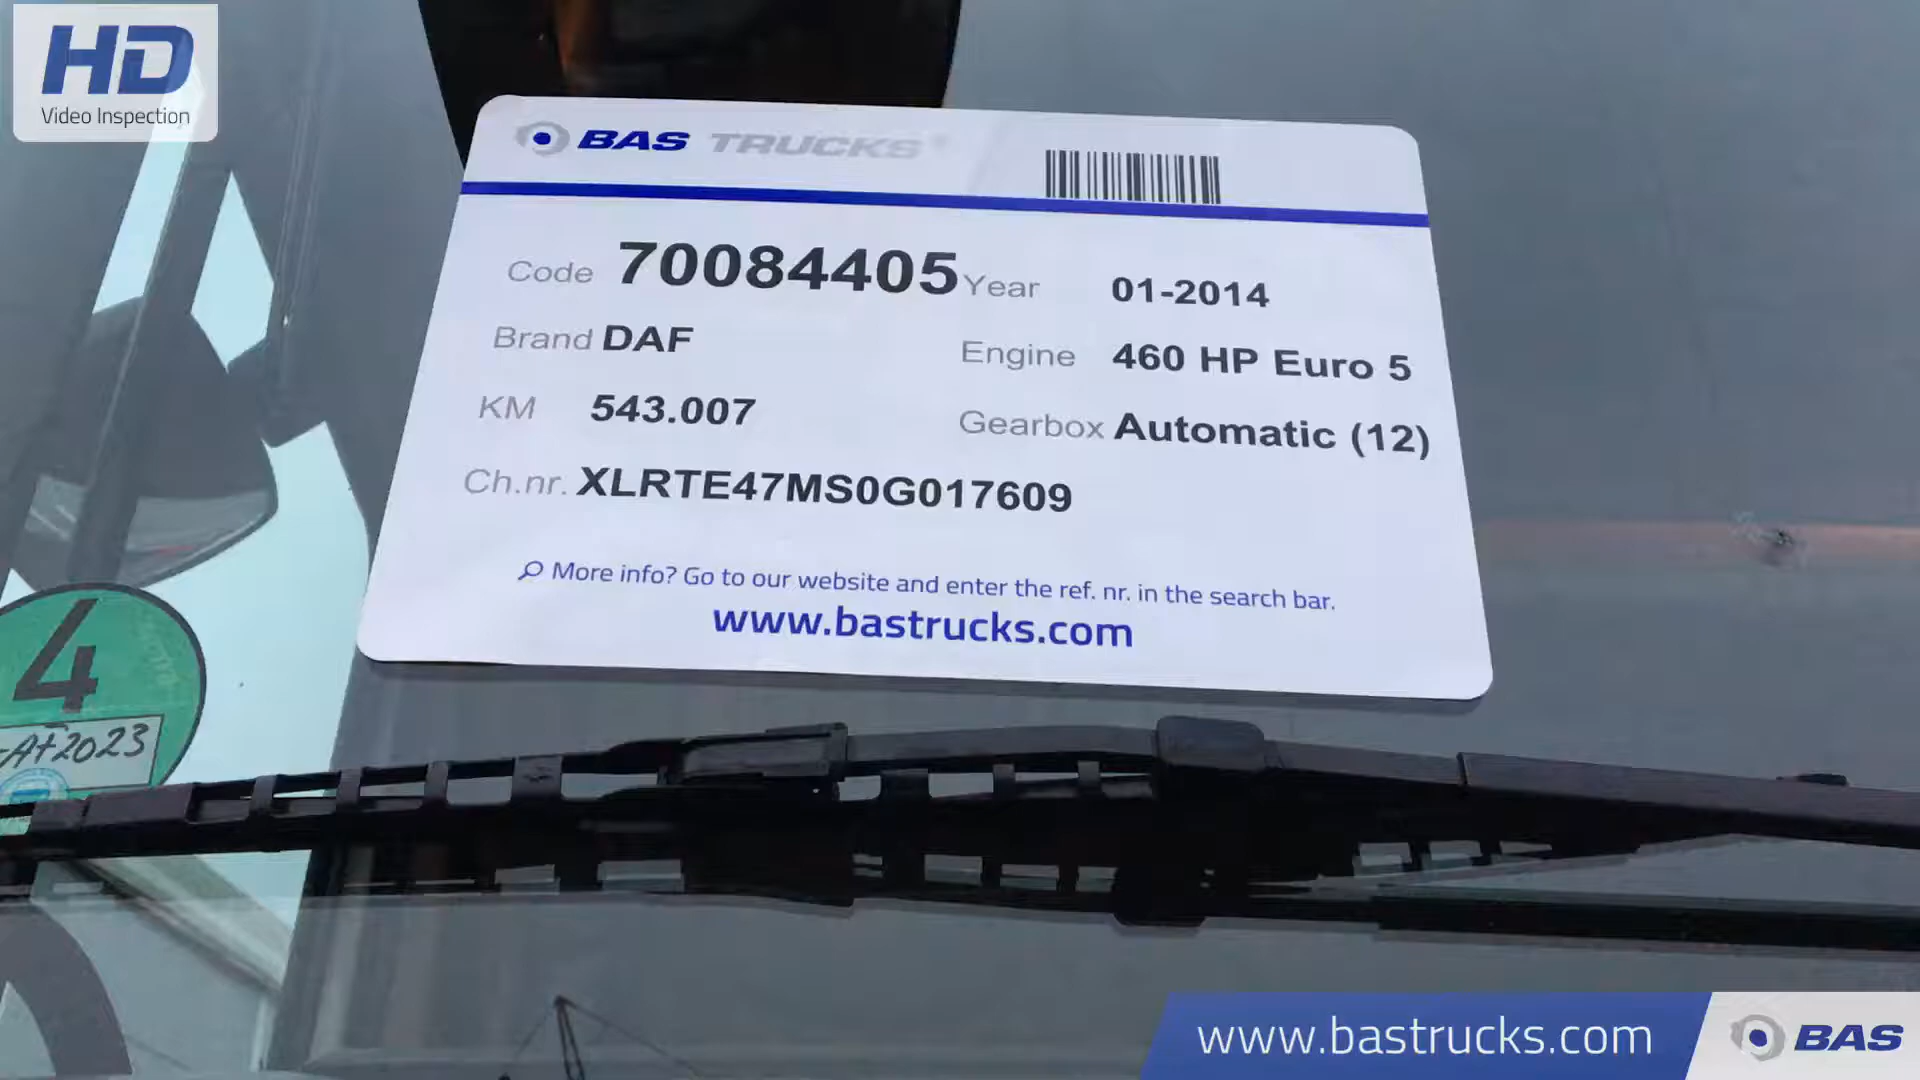 HD
Video Inspection
BAS TRUCKS
Code 70084405 Year 01-2014
Brand DAF Engine 460 HP Euro 5
KM 543.007 Gearbox Automatic (12)
Ch.nr. XLRTE47MS0G017609
More info? Go to our website and enter the ref. nr. in the search bar.
www.bastrucks.com
4
www.bastrucks.com BAS